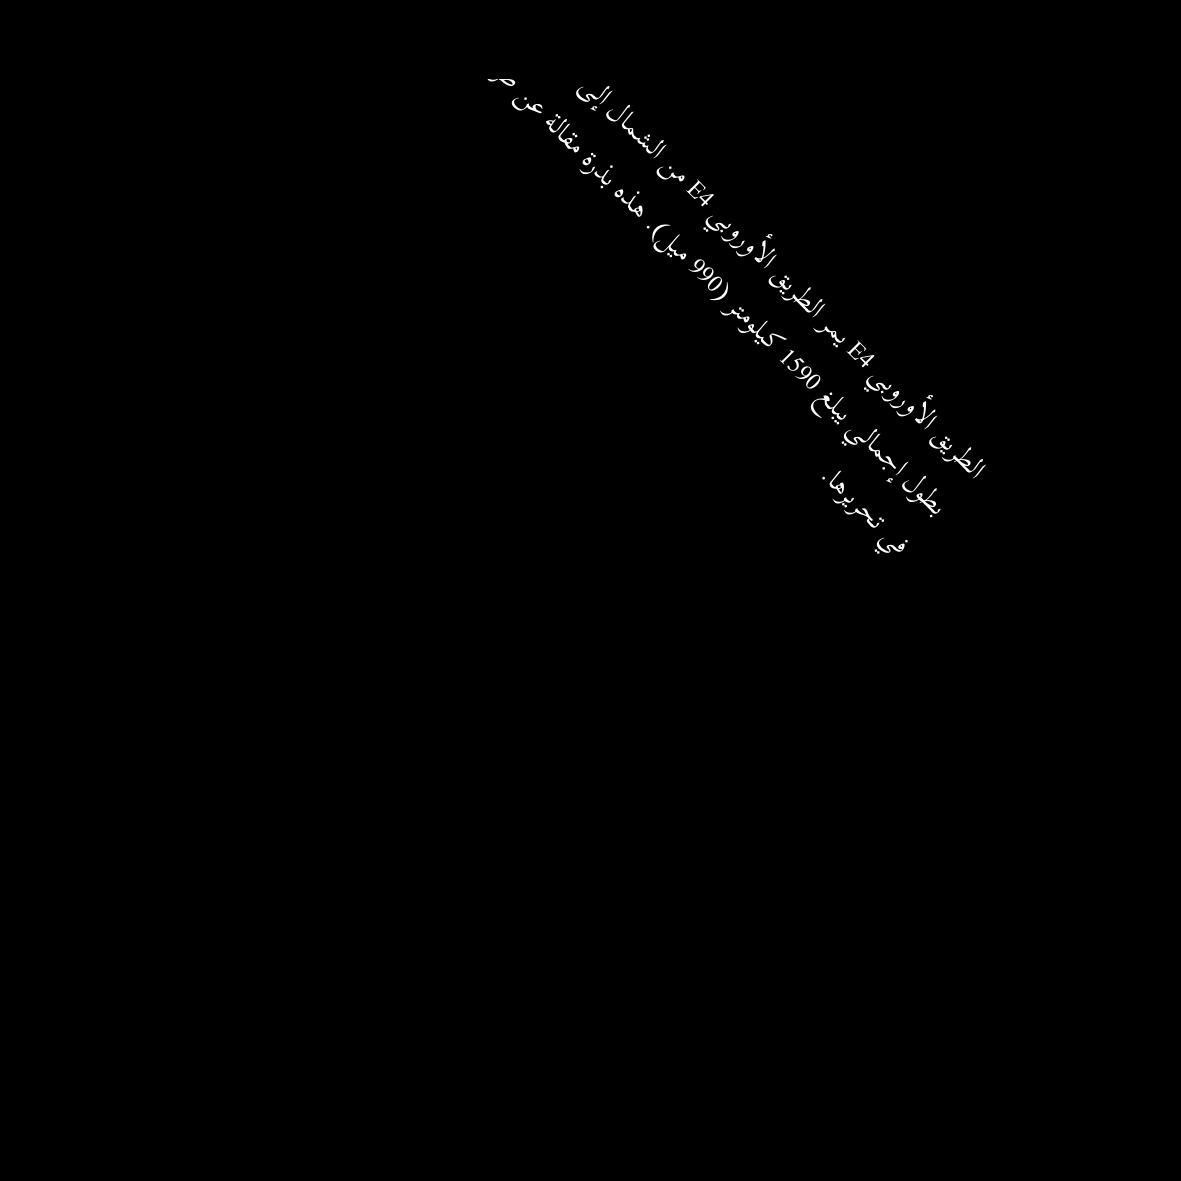 الطريق الأوروبي E4 يمر الطريق الأوروبي E4 من الشمال إلى
بطول إجمالي يبلغ 1590 كيلومتر (990 ميل). هذه بذرة مقالة عن
في تحريرها.